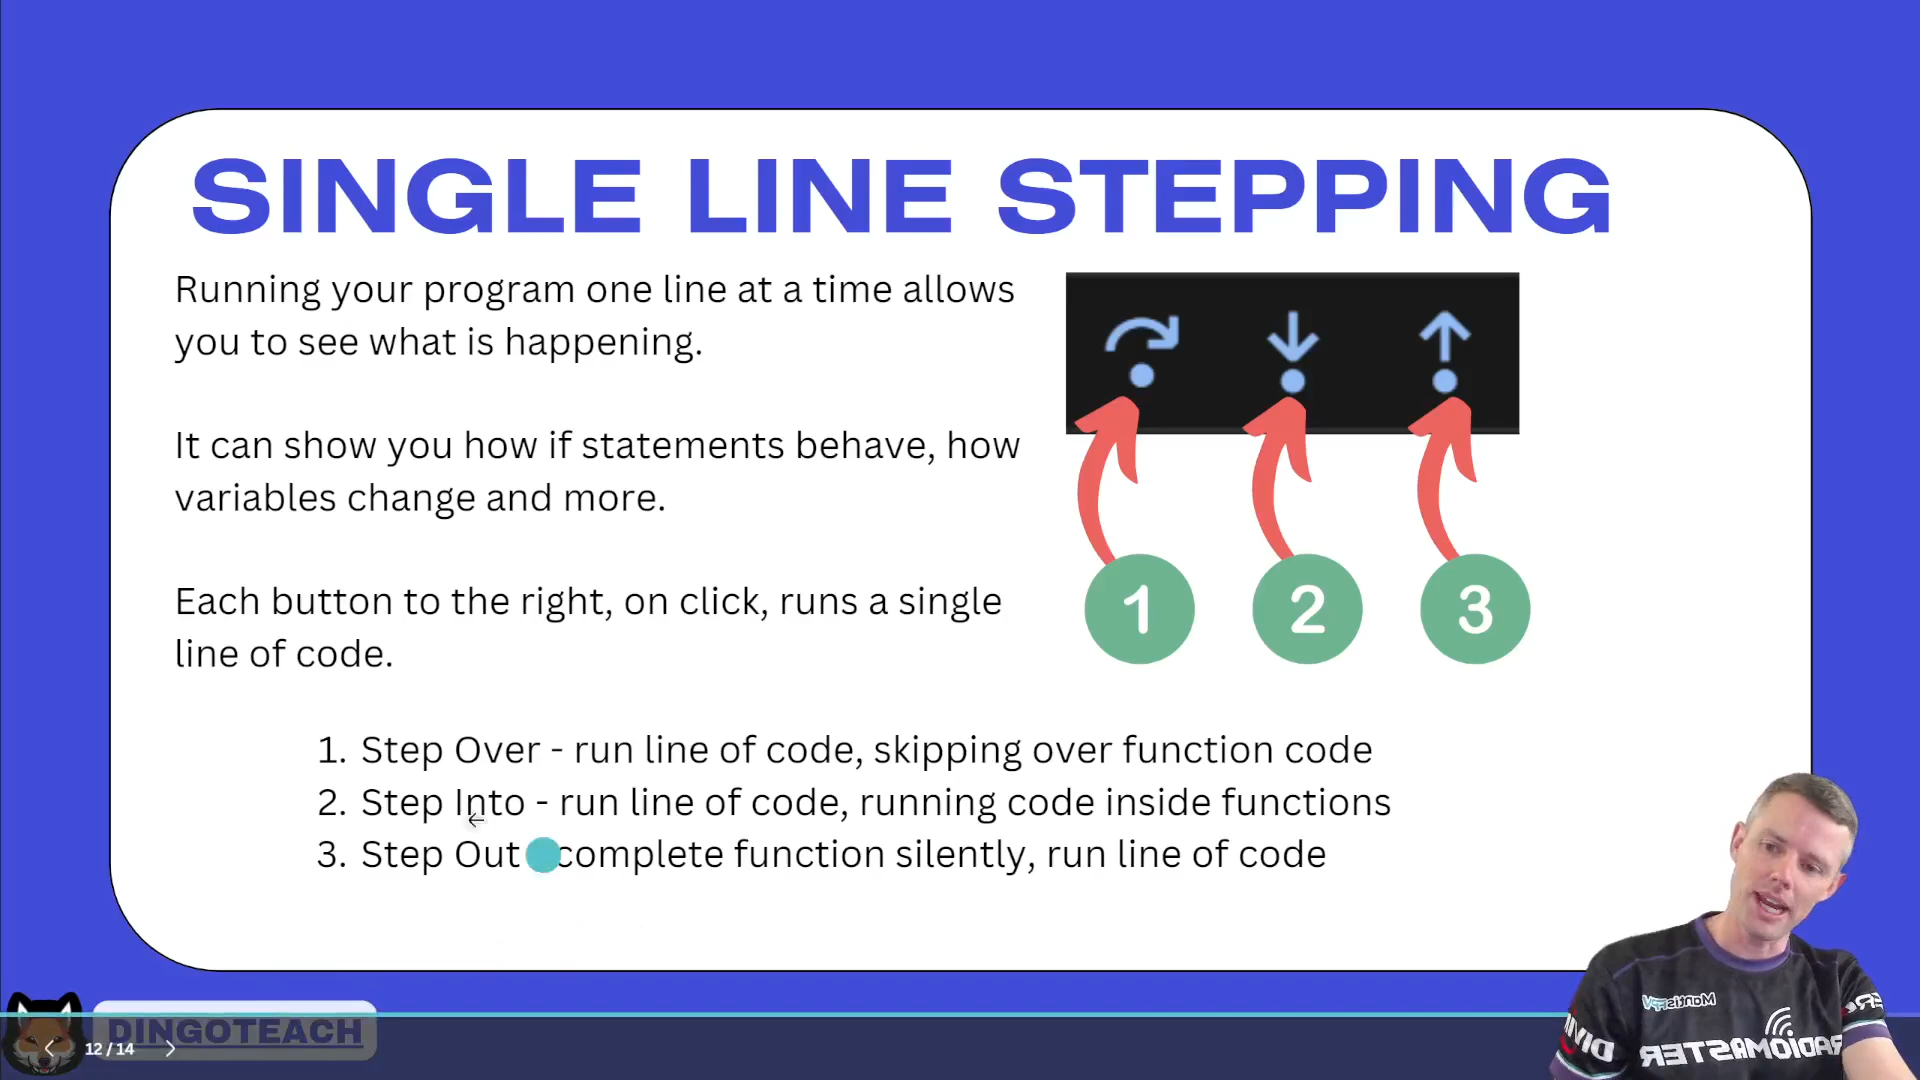 SINGLE LINE STEPPING
Running your program one line at a time allows
you to see what is happening.
It can show you how if statements behave, how
variables change and more.
Each button to the right, on click, runs a single
line of code.
1
2
3
1. Step Over - run line of code, skipping over function code
2. Step Into - run line of code, running code inside functions
3. Step Out complete function silently, run line of code
DINGOTEACH
12 / 14
MontisFPV
RADIOMASTER